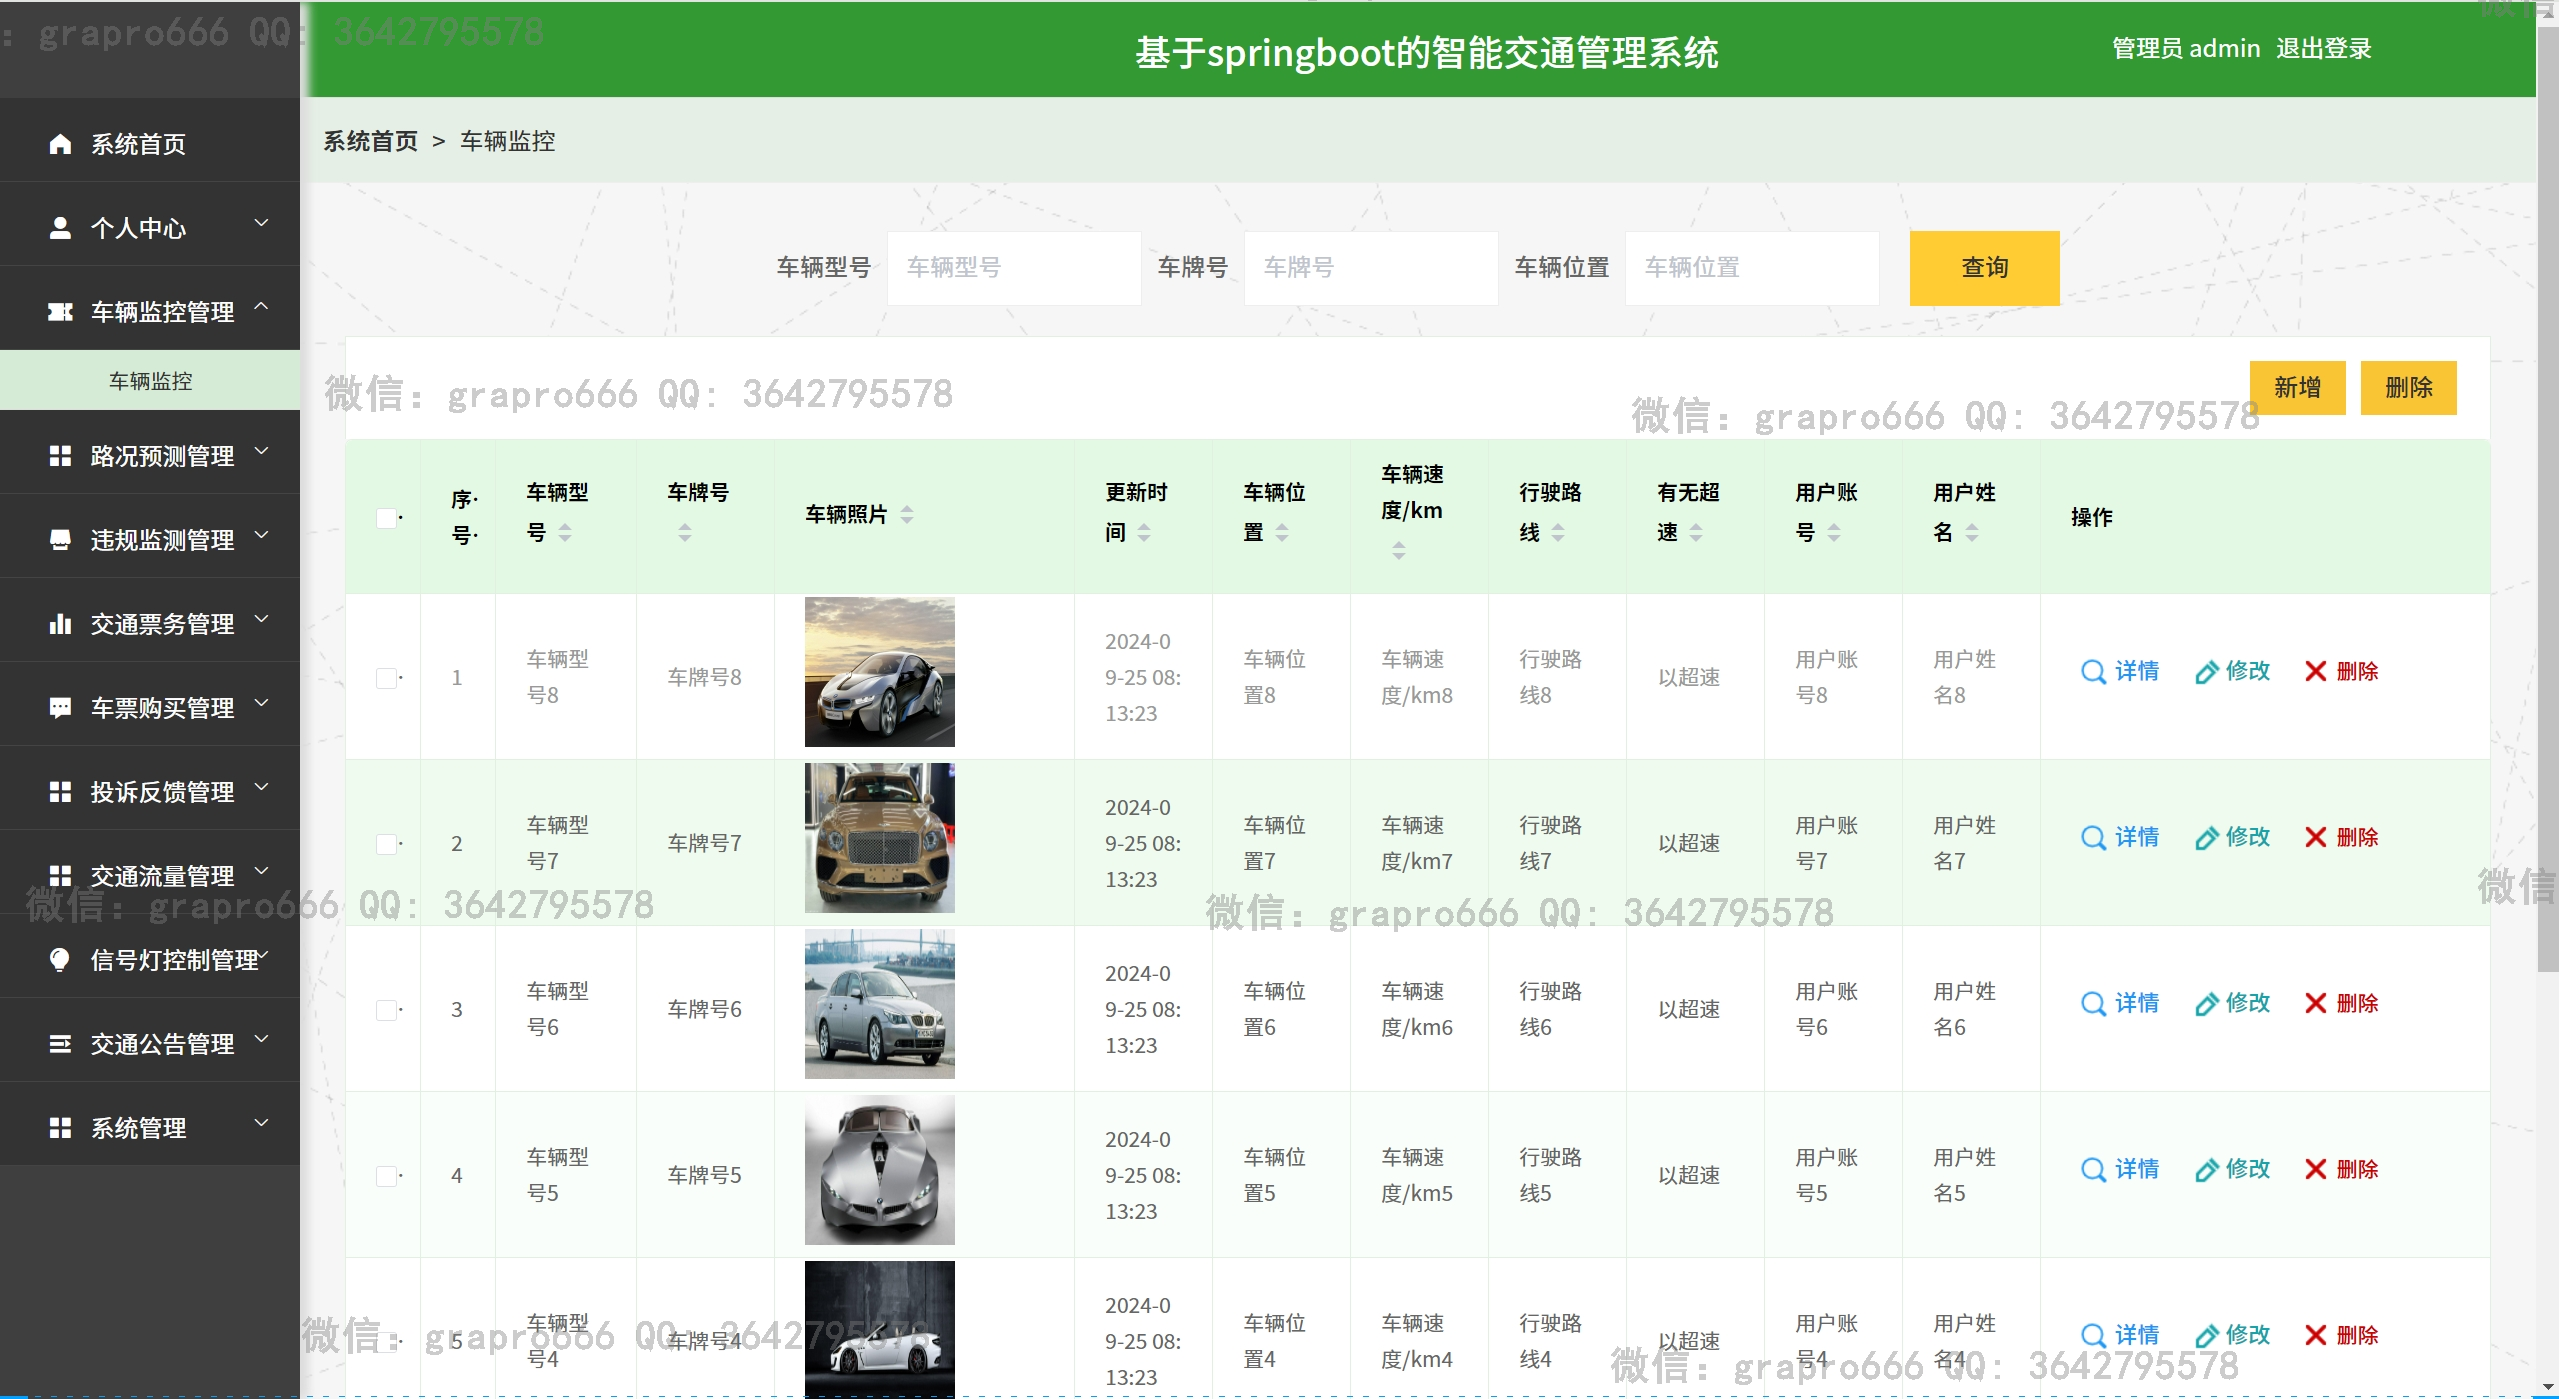 基于springboot的智能交通管理系统
管理员 admin 退出登录
系统首页
个人中心
车辆监控管理
车辆监控
路况预测管理
违规监测管理
交通票务管理
车票购买管理
投诉反馈管理
交通流量管理
信号灯控制管理
交通公告管理
系统管理
系统首页 > 车辆监控
车辆型号 车辆型号 车牌号 车牌号 车辆位置 车辆位置 查询
新增 删除
序号 车辆型号 车牌号 车辆照片 更新时间 车辆位置 车辆速度/km 行驶路线 有无超速 用户账号 用户姓名 操作
1 车辆型号8 车牌号8 2024-09-25 08:13:23 车辆位置8 车辆速度/km8 行驶路线8 以超速 用户账号8 用户姓名8 详情 修改 删除
2 车辆型号7 车牌号7 2024-09-25 08:13:23 车辆位置7 车辆速度/km7 行驶路线7 以超速 用户账号7 用户姓名7 详情 修改 删除
3 车辆型号6 车牌号6 2024-09-25 08:13:23 车辆位置6 车辆速度/km6 行驶路线6 以超速 用户账号6 用户姓名6 详情 修改 删除
4 车辆型号5 车牌号5 2024-09-25 08:13:23 车辆位置5 车辆速度/km5 行驶路线5 以超速 用户账号5 用户姓名5 详情 修改 删除
5 车辆型号4 车牌号4 2024-09-25 08:13:23 车辆位置4 车辆速度/km4 行驶路线4 以超速 用户账号4 用户姓名4 详情 修改 删除
: grapro666 QQ: 3642795578
微信
微信: grapro666 QQ: 3642795578
微信: grapro666 QQ: 3642795578
微信: grapro666 QQ: 3642795578
微信: grapro666 QQ: 3642795578
微信
微信: grapro666 QQ: 3642795578
微信: grapro666 QQ: 3642795578